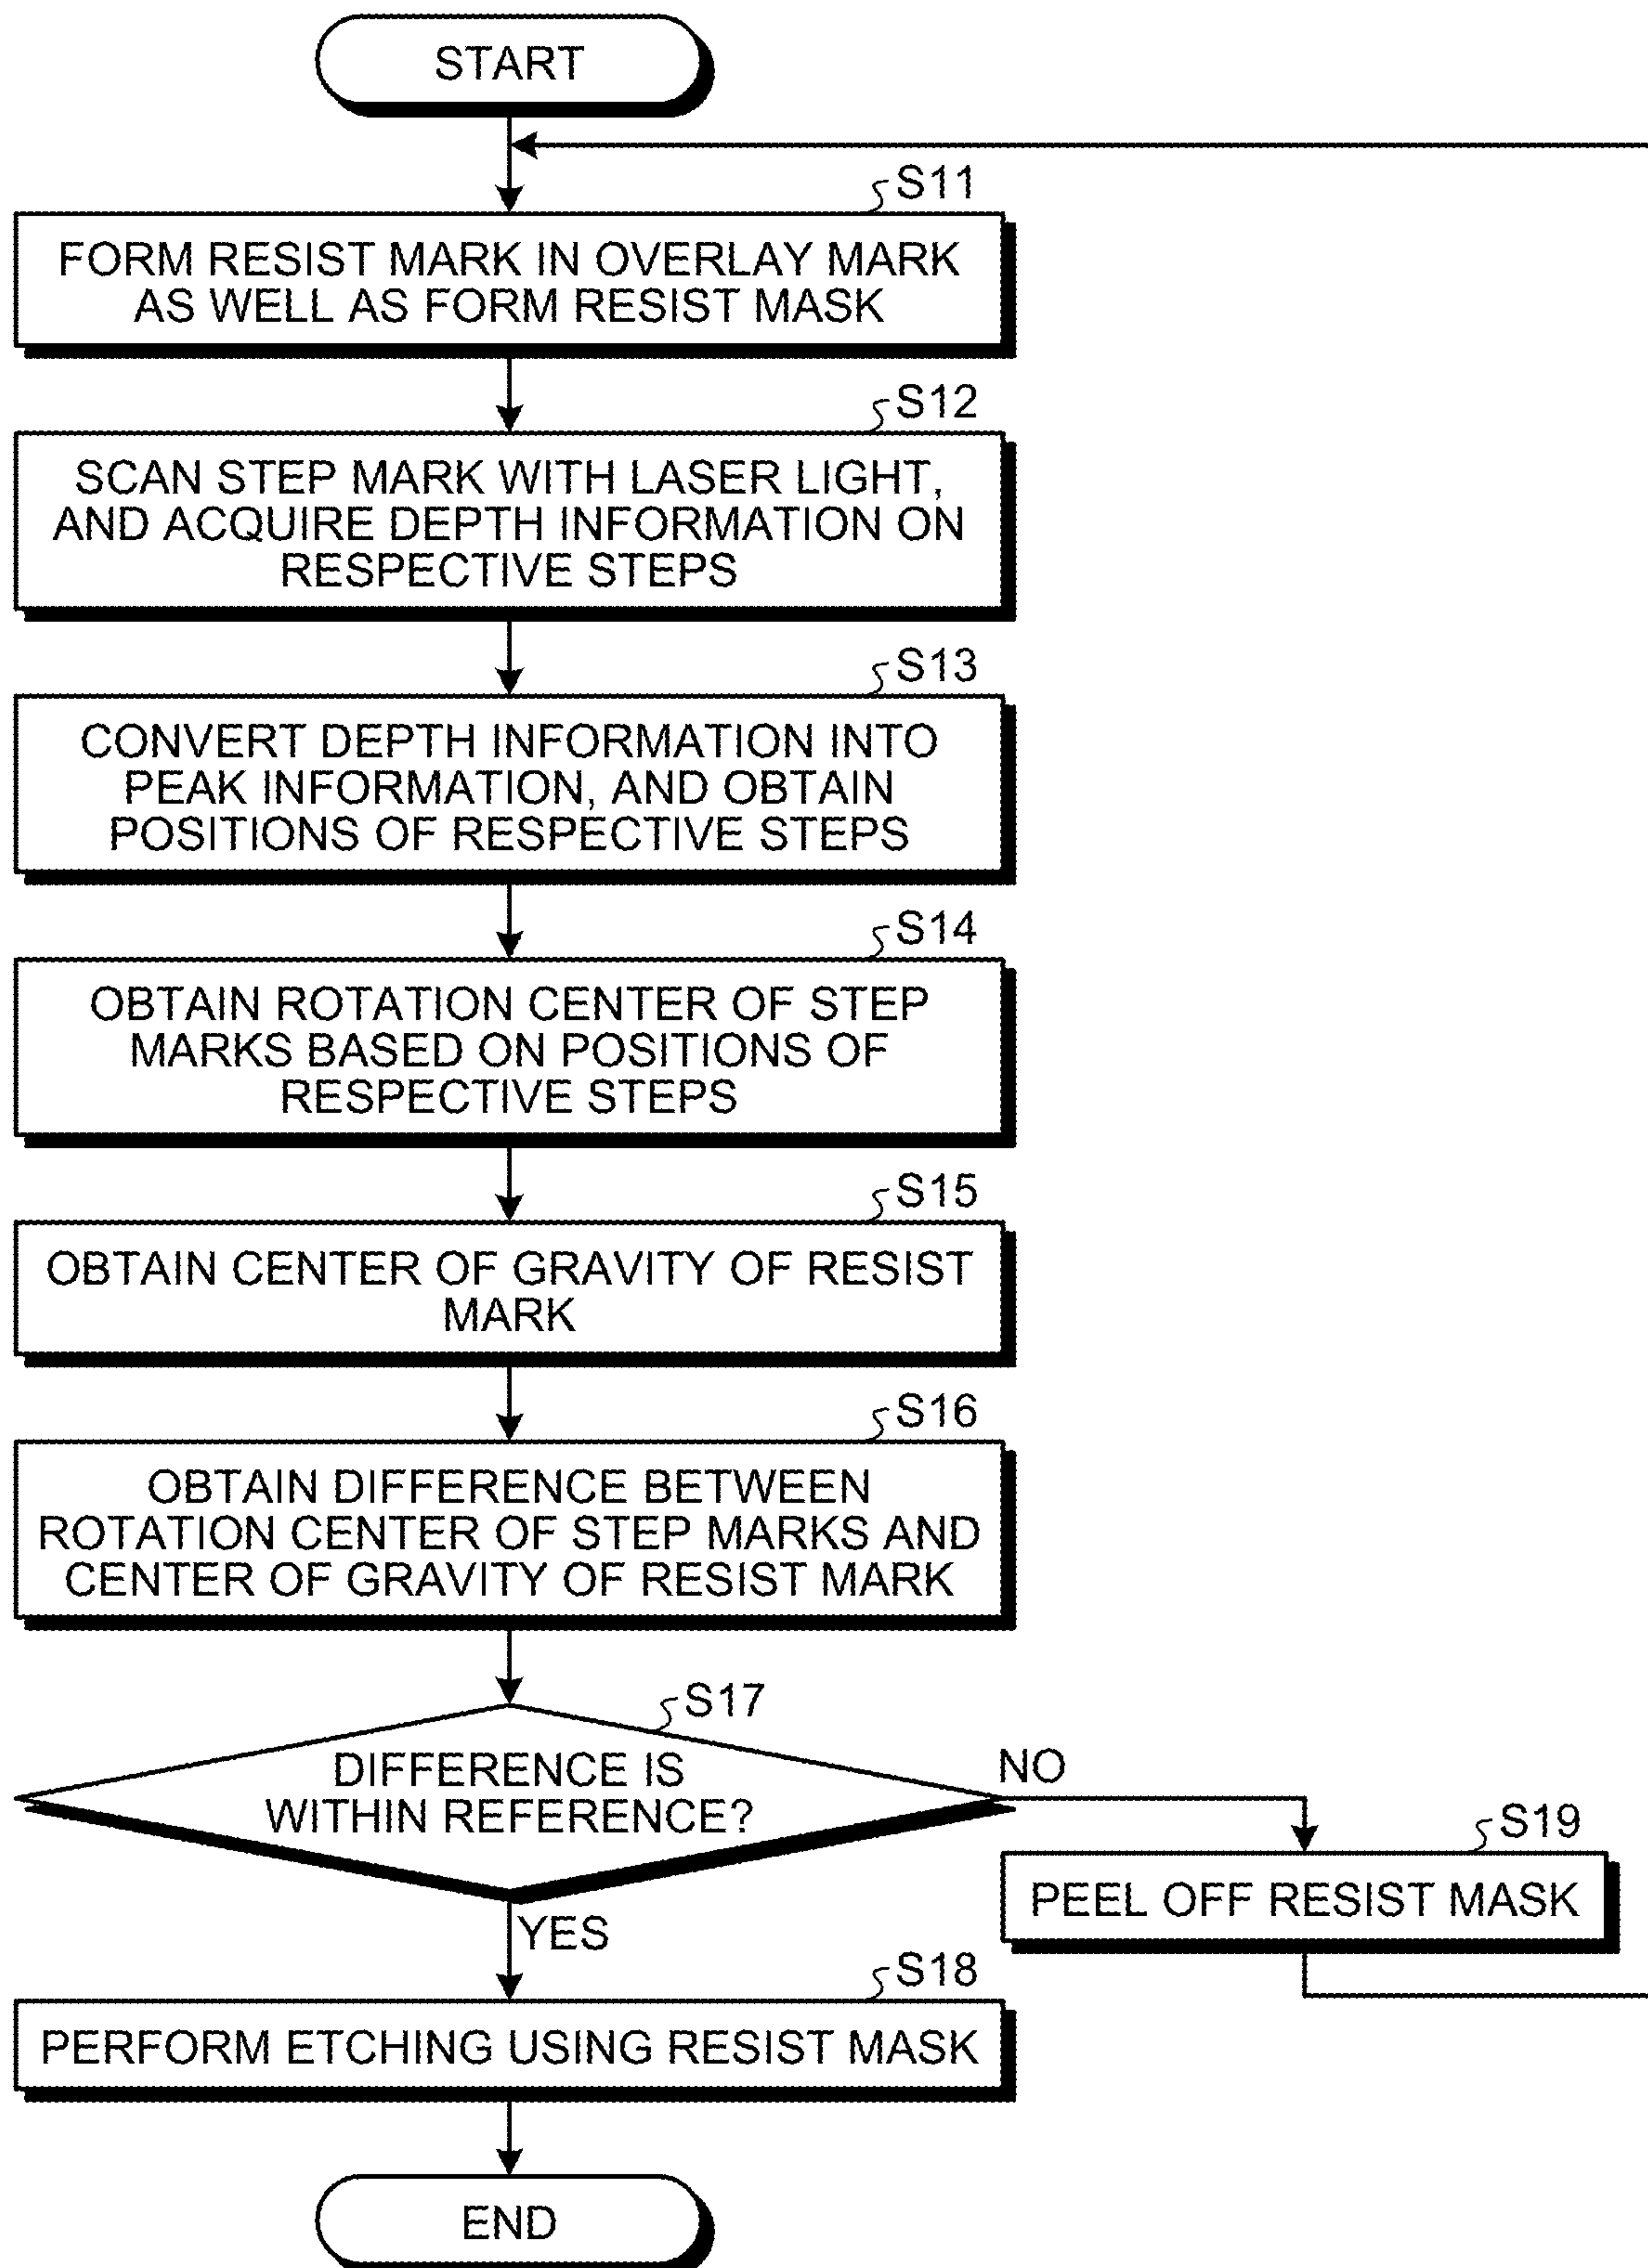 START
S11
FORM RESIST MARK IN OVERLAY MARK
AS WELL AS FORM RESIST MASK
S12
SCAN STEP MARK WITH LASER LIGHT,
AND ACQUIRE DEPTH INFORMATION ON
RESPECTIVE STEPS
S13
CONVERT DEPTH INFORMATION INTO
PEAK INFORMATION, AND OBTAIN
POSITIONS OF RESPECTIVE STEPS
S14
OBTAIN ROTATION CENTER OF STEP
MARKS BASED ON POSITIONS OF
RESPECTIVE STEPS
S15
OBTAIN CENTER OF GRAVITY OF RESIST
MARK
S16
OBTAIN DIFFERENCE BETWEEN
ROTATION CENTER OF STEP MARKS AND
CENTER OF GRAVITY OF RESIST MARK
S17
DIFFERENCE IS
WITHIN REFERENCE?
NO
S19
PEEL OFF RESIST MASK
YES
S18
PERFORM ETCHING USING RESIST MASK
END